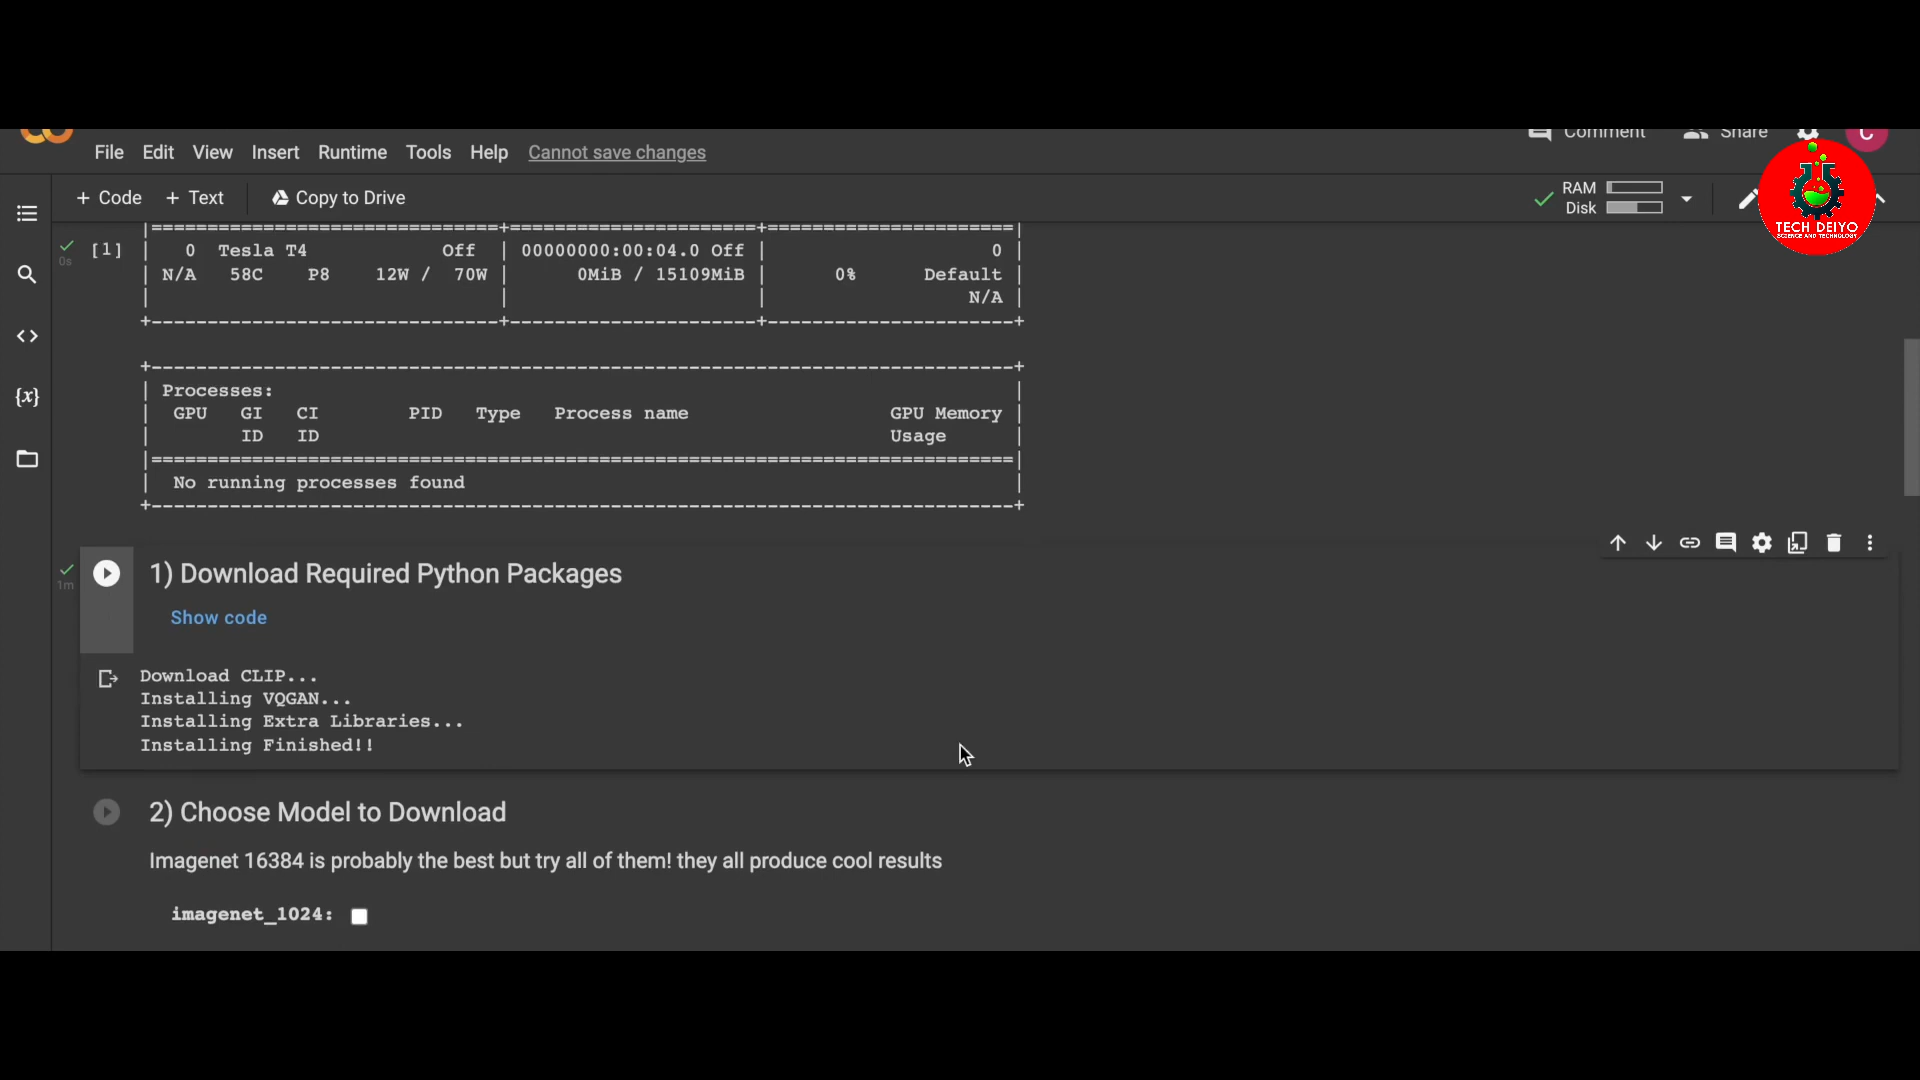 Comment Share C
File Edit View Insert Runtime Tools Help Cannot save changes
+ Code + Text Copy to Drive RAM
Disk
TECH DEIYO
SCIENCE AND TECHNOLOGY
|===============================+======================+======================|
[1] | 0 Tesla T4 Off | 00000000:00:04.0 Off | 0 |
0s
| N/A 58C P8 12W / 70W | 0MiB / 15109MiB | 0% Default |
| | | N/A |
+-------------------------------+----------------------+----------------------+
+-----------------------------------------------------------------------------+
| Processes: |
| GPU GI CI PID Type Process name GPU Memory |
| ID ID Usage |
|=============================================================================|
| No running processes found |
+-----------------------------------------------------------------------------+
1) Download Required Python Packages
1m
Show code
Download CLIP...
Installing VQGAN...
Installing Extra Libraries...
Installing Finished!!
2) Choose Model to Download
Imagenet 16384 is probably the best but try all of them! they all produce cool results
imagenet_1024: